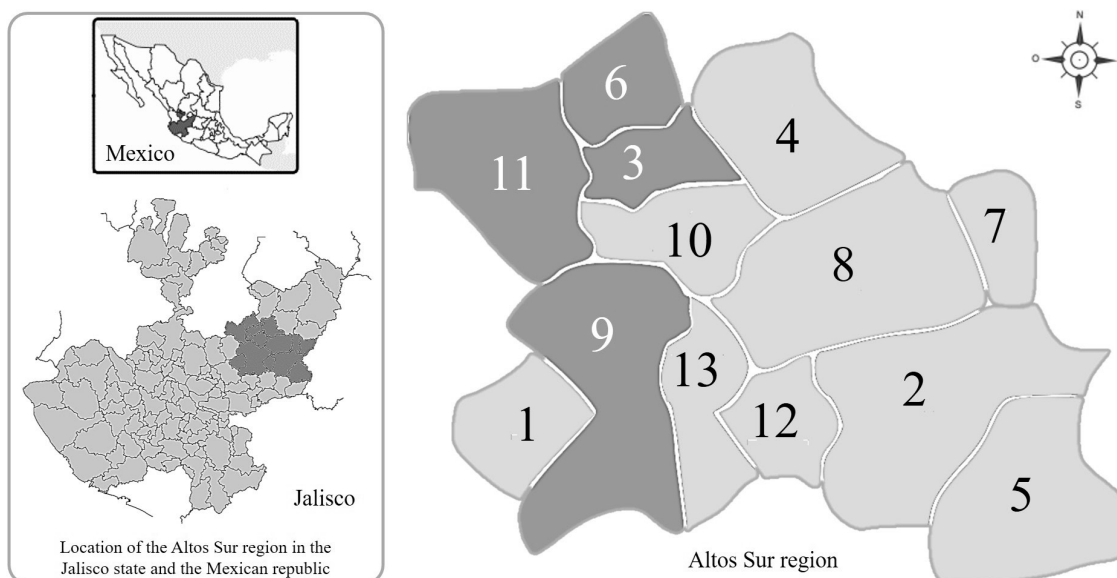 Mexico
Jalisco
Location of the Altos Sur region in the
Jalisco state and the Mexican republic
N
O
E
S
6
4
3
11
7
10
8
9
13
2
1
12
5
Altos Sur region